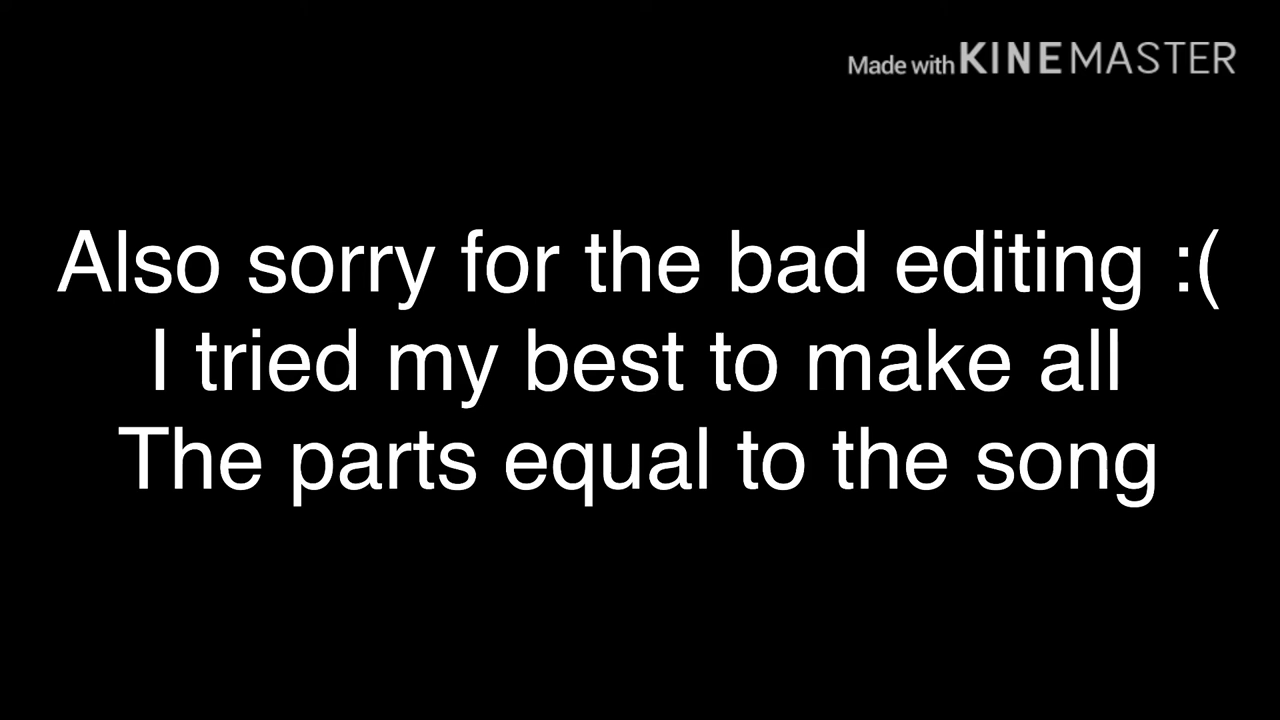 Made with KINEMASTER
Also sorry for the bad editing :(
I tried my best to make all
The parts equal to the song